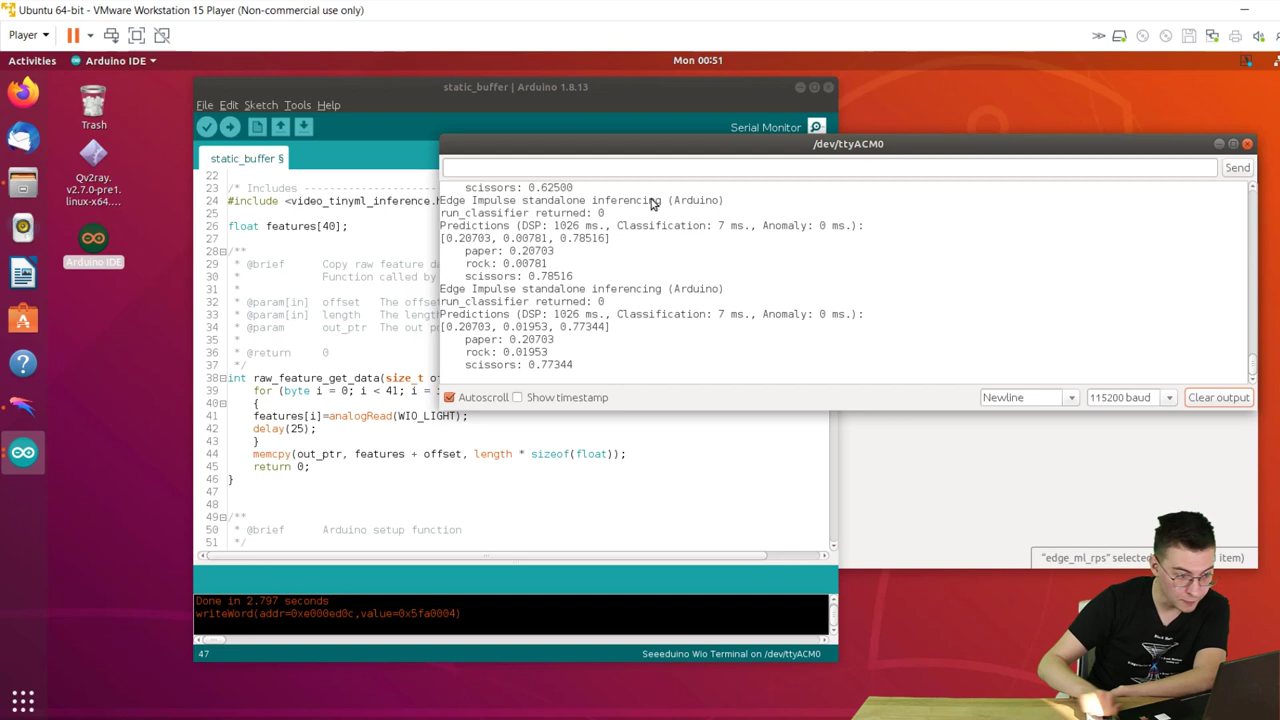 Ubuntu 64-bit - VMware Workstation 15 Player (Non-commercial use only)
Player
Activities
Arduino IDE
Mon 00:51
Trash
Qv2ray.
v2.7.0-pre1.
linux-x64...
Arduino IDE
static_buffer | Arduino 1.8.13
File Edit Sketch Tools Help
Serial Monitor
static_buffer §
22
23 /* Includes ----------------
24 #include <video_tinyml_inference.
25
26 float features[40];
28 /**
29 * @brief Copy raw feature da
30 * Function called by
31 *
32 * @param[in] offset The offse
33 * @param[in] length The lengt
34 * @param out_ptr The out p
35 *
36 * @return 0
37 */
38 int raw_feature_get_data(size_t of
39 for (byte i = 0; i < 41; i =
40 {
41 features[i]=analogRead(WIO_LIGHT);
42 delay(25);
43 }
44 memcpy(out_ptr, features + offset, length * sizeof(float));
45 return 0;
46 }
47
48
49 /**
50 * @brief Arduino setup function
51 */
Done in 2.797 seconds
writeWord(addr=0xe000ed0c,value=0x5fa0004)
47
Seeeduino Wio Terminal on /dev/ttyACM0
/dev/ttyACM0
Send
scissors: 0.62500
Edge Impulse standalone inferencing (Arduino)
run_classifier returned: 0
Predictions (DSP: 1026 ms., Classification: 7 ms., Anomaly: 0 ms.):
[0.20703, 0.00781, 0.78516]
paper: 0.20703
rock: 0.00781
scissors: 0.78516
Edge Impulse standalone inferencing (Arduino)
run_classifier returned: 0
Predictions (DSP: 1026 ms., Classification: 7 ms., Anomaly: 0 ms.):
[0.20703, 0.01953, 0.77344]
paper: 0.20703
rock: 0.01953
scissors: 0.77344
Autoscroll
Show timestamp
Newline
115200 baud
Clear output
"edge_ml_rps" selected
item)